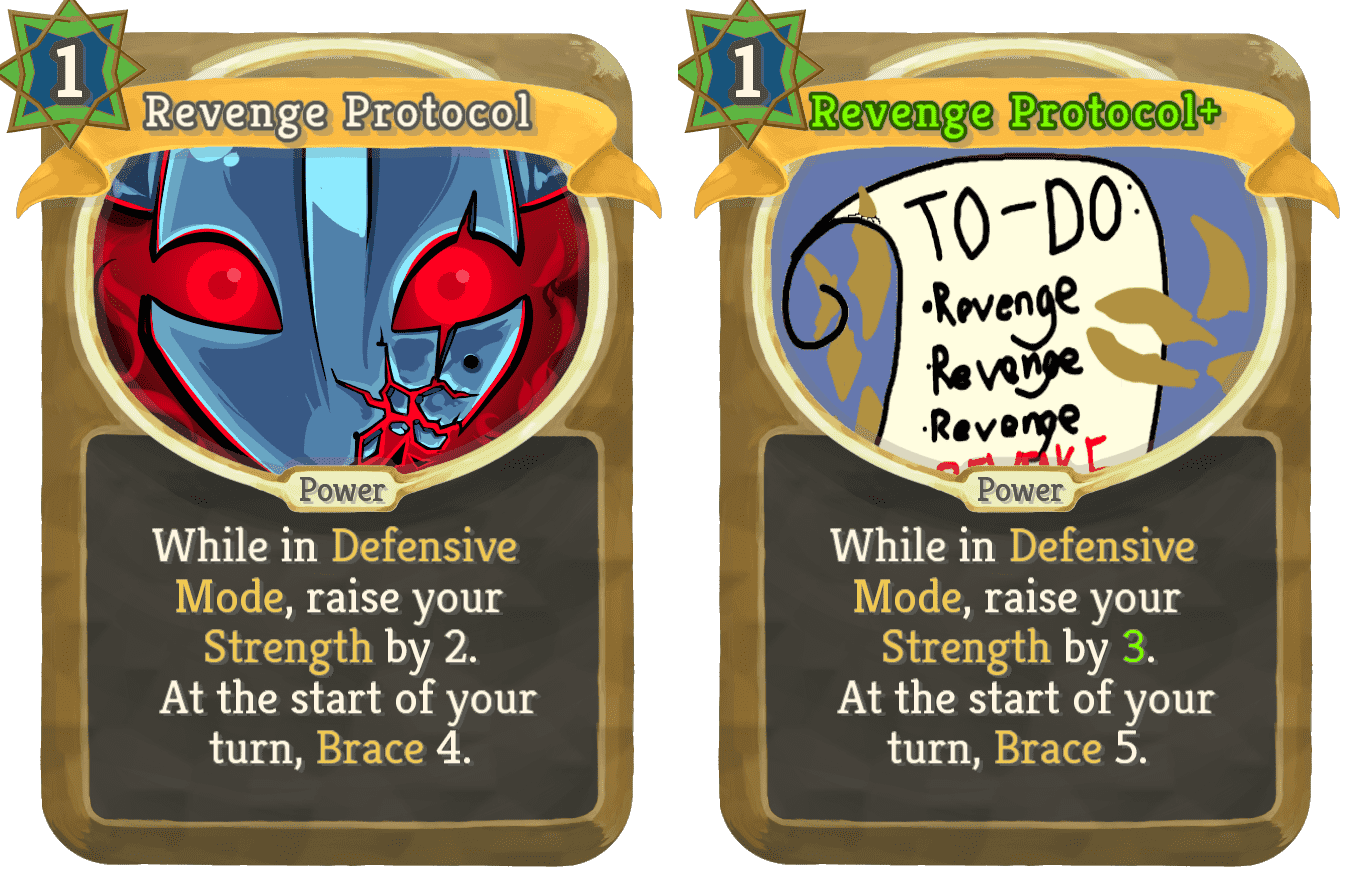 1
Revenge Protocol
Power
While in Defensive
Mode, raise your
Strength by 2.
At the start of your
turn, Brace 4.
1
Revenge Protocol+
TO-DO:
·Revenge
·Revenge
·Revenge
Power
While in Defensive
Mode, raise your
Strength by 3.
At the start of your
turn, Brace 5.